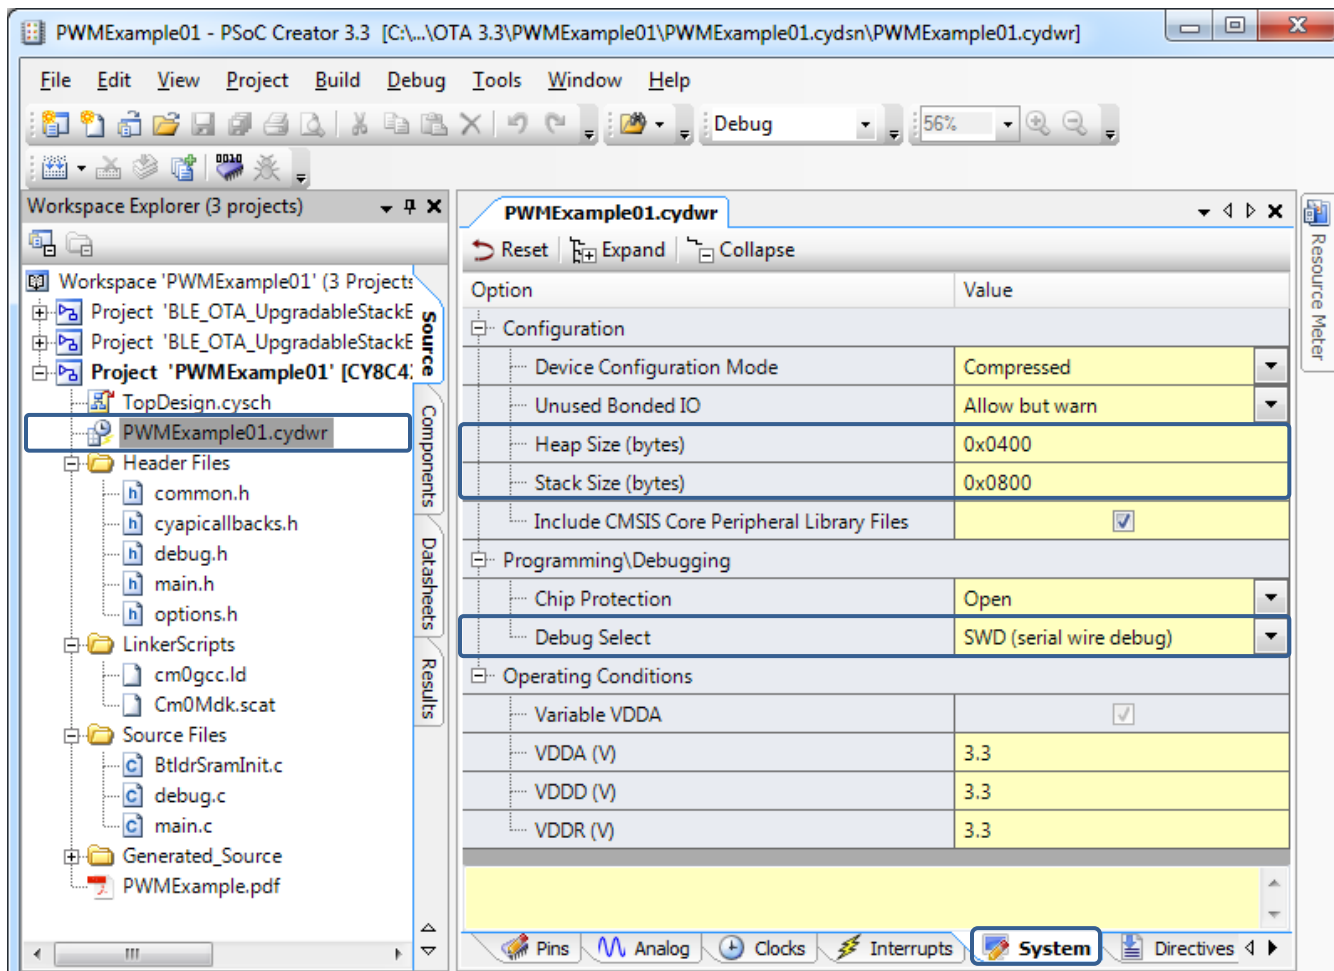 PWMExample01 - PSoC Creator 3.3 [C:\...\OTA 3.3\PWMExample01\PWMExample01.cydsn\PWMExample01.cydwr]
File Edit View Project Build Debug Tools Window Help
Debug 56%
0010
Workspace Explorer (3 projects)
Workspace 'PWMExample01' (3 Projects
Project 'BLE_OTA_UpgradableStackE
Project 'BLE_OTA_UpgradableStackE
Project 'PWMExample01' [CY8C4
TopDesign.cysch
PWMExample01.cydwr
Header Files
common.h
cyapicallbacks.h
debug.h
main.h
options.h
LinkerScripts
cm0gcc.ld
Cm0Mdk.scat
Source Files
BtldrSramInit.c
debug.c
main.c
Generated_Source
PWMExample.pdf
Source
Components
Datasheets
Results
PWMExample01.cydwr
Reset Expand Collapse
Option Value
Configuration
Device Configuration Mode Compressed
Unused Bonded IO Allow but warn
Heap Size (bytes) 0x0400
Stack Size (bytes) 0x0800
Include CMSIS Core Peripheral Library Files
Programming\Debugging
Chip Protection Open
Debug Select SWD (serial wire debug)
Operating Conditions
Variable VDDA
VDDA (V) 3.3
VDDD (V) 3.3
VDDR (V) 3.3
Pins Analog Clocks Interrupts System Directives
Resource Meter